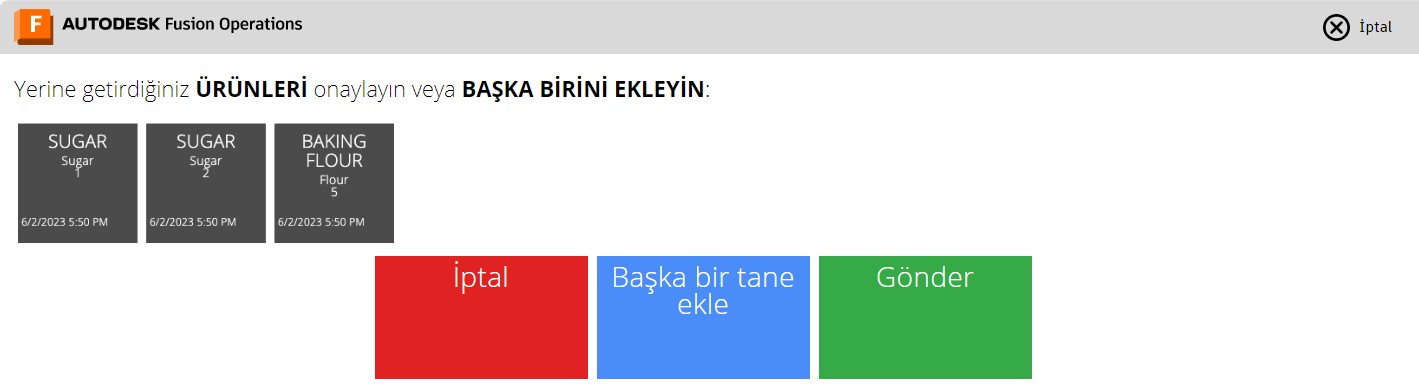 F AUTODESK Fusion Operations
İptal
Yerine getirdiğiniz ÜRÜNLERİ onaylayın veya BAŞKA BİRİNİ EKLEYİN:
SUGAR
Sugar
1
6/2/2023 5:50 PM
SUGAR
Sugar
2
6/2/2023 5:50 PM
BAKING
FLOUR
Flour
5
6/2/2023 5:50 PM
İptal
Başka bir tane
ekle
Gönder